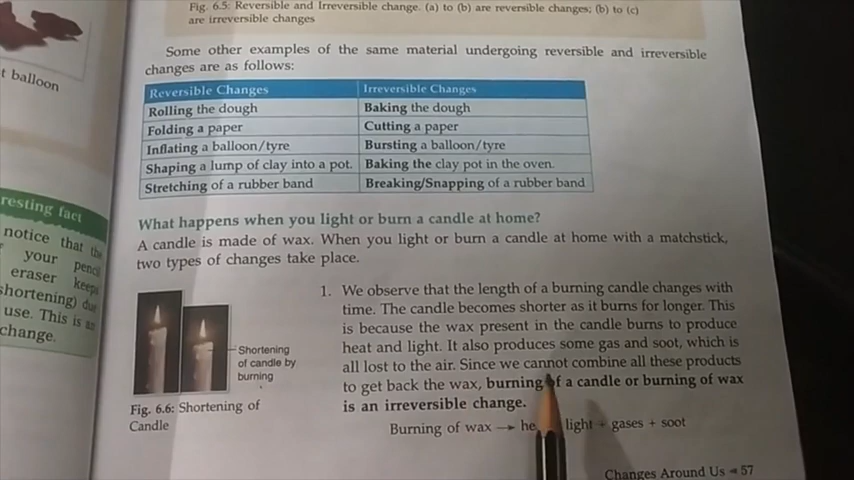 Fig. 6.5: Reversible and Irreversible change. (a) to (b) are reversible changes; (b) to (c)
are irreversible changes
t balloon
Some other examples of the same material undergoing reversible and irreversible
changes are as follows:
Reversible Changes Irreversible Changes
Rolling the dough Baking the dough
Folding a paper Cutting a paper
Inflating a balloon/tyre Bursting a balloon/tyre
Shaping a lump of clay into a pot. Baking the clay pot in the oven.
Stretching of a rubber band Breaking/Snapping of a rubber band
resting fact
notice that the
your pencil
eraser keeps
shortening) due
use. This is an
change.
What happens when you light or burn a candle at home?
A candle is made of wax. When you light or burn a candle at home with a matchstick,
two types of changes take place.
1. We observe that the length of a burning candle changes with
time. The candle becomes shorter as it burns for longer. This
is because the wax present in the candle burns to produce
heat and light. It also produces some gas and soot, which is
all lost to the air. Since we cannot combine all these products
to get back the wax, burning of a candle or burning of wax
is an irreversible change.
Burning of wax → he light + gases + soot
Shortening
of candle by
burning
Fig. 6.6: Shortening of
Candle
Changes Around Us 57